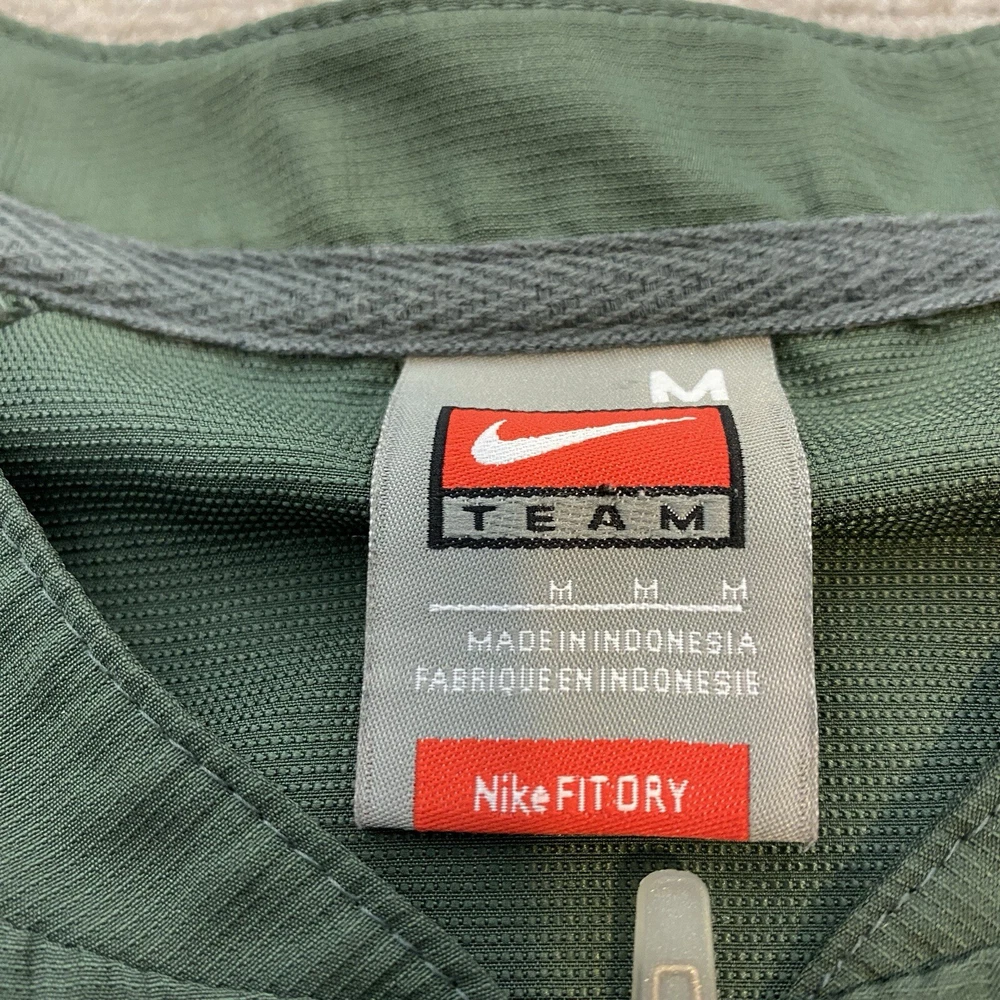 M
TEAM
M M M
MADE IN INDONESIA
FABRIQUE EN INDONESIE
Nike FIT DRY